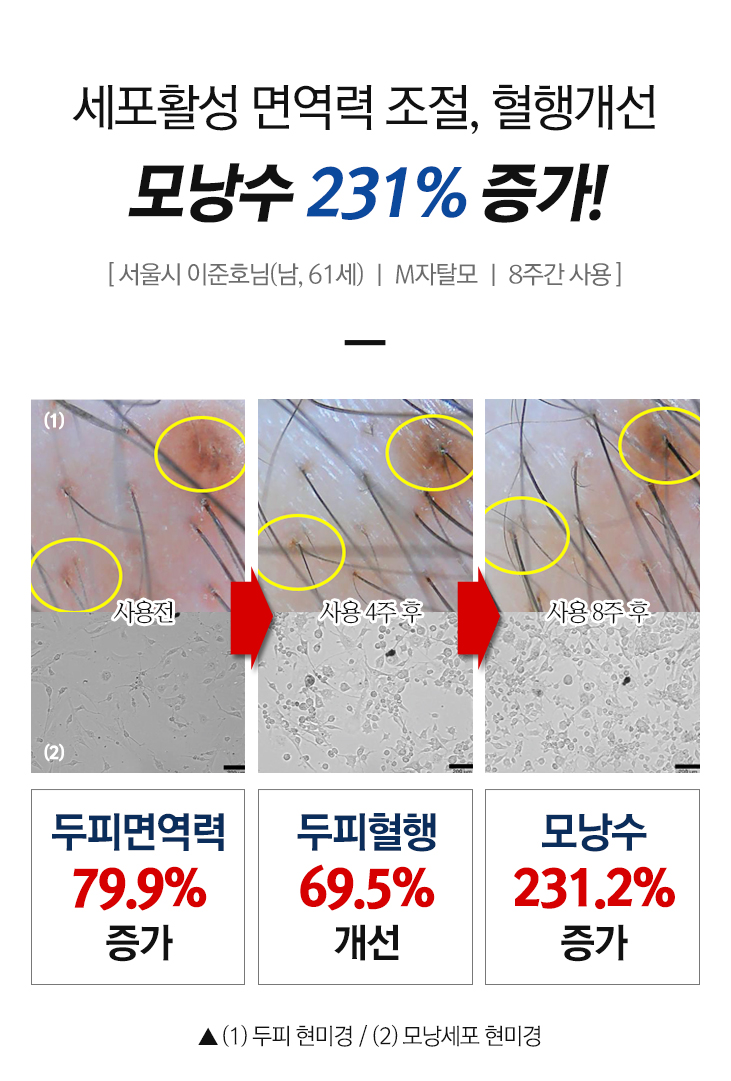 세포활성 면역력 조절, 혈행개선
모낭수 231% 증가!
[ 서울시 이준호님(남, 61세) ㅣ M자탈모 ㅣ 8주간 사용 ]
(1)
사용전
사용 4주 후
사용 8주 후
(2)
두피면역력
79.9%
증가
두피혈행
69.5%
개선
모낭수
231.2%
증가
▲ (1) 두피 현미경 / (2) 모낭세포 현미경